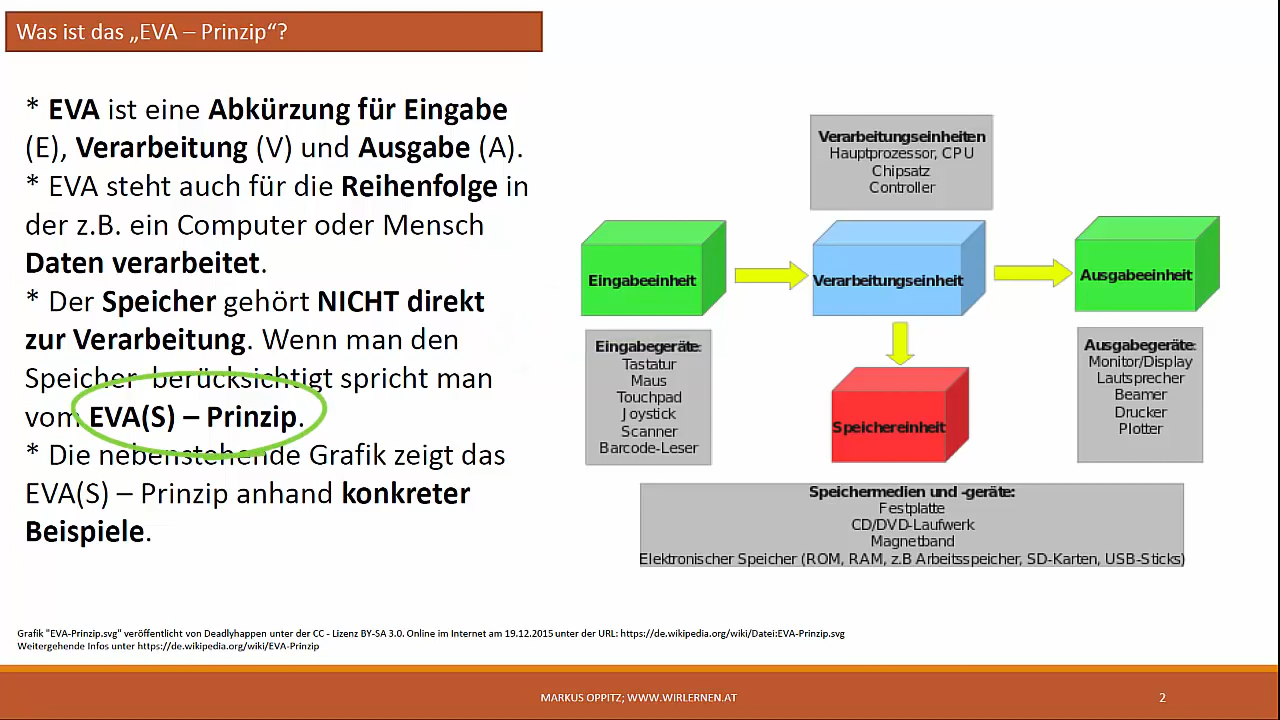 Was ist das „EVA – Prinzip“?
* EVA ist eine Abkürzung für Eingabe
(E), Verarbeitung (V) und Ausgabe (A).
* EVA steht auch für die Reihenfolge in
der z.B. ein Computer oder Mensch
Daten verarbeitet.
* Der Speicher gehört NICHT direkt
zur Verarbeitung. Wenn man den
Speicher berücksichtigt spricht man
vom EVA(S) – Prinzip.
* Die nebenstehende Grafik zeigt das
EVA(S) – Prinzip anhand konkreter
Beispiele.
Verarbeitungseinheiten
Hauptprozessor, CPU
Chipsatz
Controller
Eingabeeinheit
Verarbeitungseinheit
Ausgabeeinheit
Eingabegeräte:
Tastatur
Maus
Touchpad
Joystick
Scanner
Barcode-Leser
Speichereinheit
Ausgabegeräte:
Monitor/Display
Lautsprecher
Beamer
Drucker
Plotter
Speichermedien und -geräte:
Festplatte
CD/DVD-Laufwerk
Magnetband
Elektronischer Speicher (ROM, RAM, z.B Arbeitsspeicher, SD-Karten, USB-Sticks)
Grafik "EVA-Prinzip.svg" veröffentlicht von Deadlyhappen unter der CC - Lizenz BY-SA 3.0. Online im Internet am 19.12.2015 unter der URL: https://de.wikipedia.org/wiki/Datei:EVA-Prinzip.svg
Weitergehende Infos unter https://de.wikipedia.org/wiki/EVA-Prinzip
MARKUS OPPITZ; WWW.WIRLERNEN.AT
2